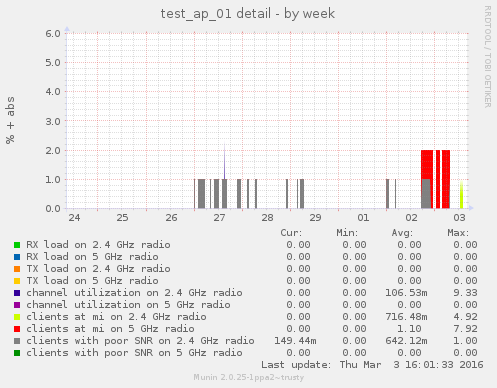 test_ap_01 detail - by week
RRDTOOL / TOBI OETIKER
% + abs
6.0
5.0
4.0
3.0
2.0
1.0
0.0
24 25 26 27 28 29 01 02 03
Cur: Min: Avg: Max:
RX load on 2.4 GHz radio 0.00 0.00 0.00 0.00
RX load on 5 GHz radio 0.00 0.00 0.00 0.00
TX load on 2.4 GHz radio 0.00 0.00 0.00 0.00
TX load on 5 GHz radio 0.00 0.00 0.00 0.00
channel utilization on 2.4 GHz radio 0.00 0.00 106.53m 9.33
channel utilization on 5 GHz radio 0.00 0.00 0.00 0.00
clients at mi on 2.4 GHz radio 0.00 0.00 716.48m 4.92
clients at mi on 5 GHz radio 0.00 0.00 1.10 7.92
clients with poor SNR on 2.4 GHz radio 149.44m 0.00 642.12m 1.00
clients with poor SNR on 5 GHz radio 0.00 0.00 0.00 0.00
Last update: Thu Mar 3 16:01:33 2016
Munin 2.0.25-1ppa2~trusty